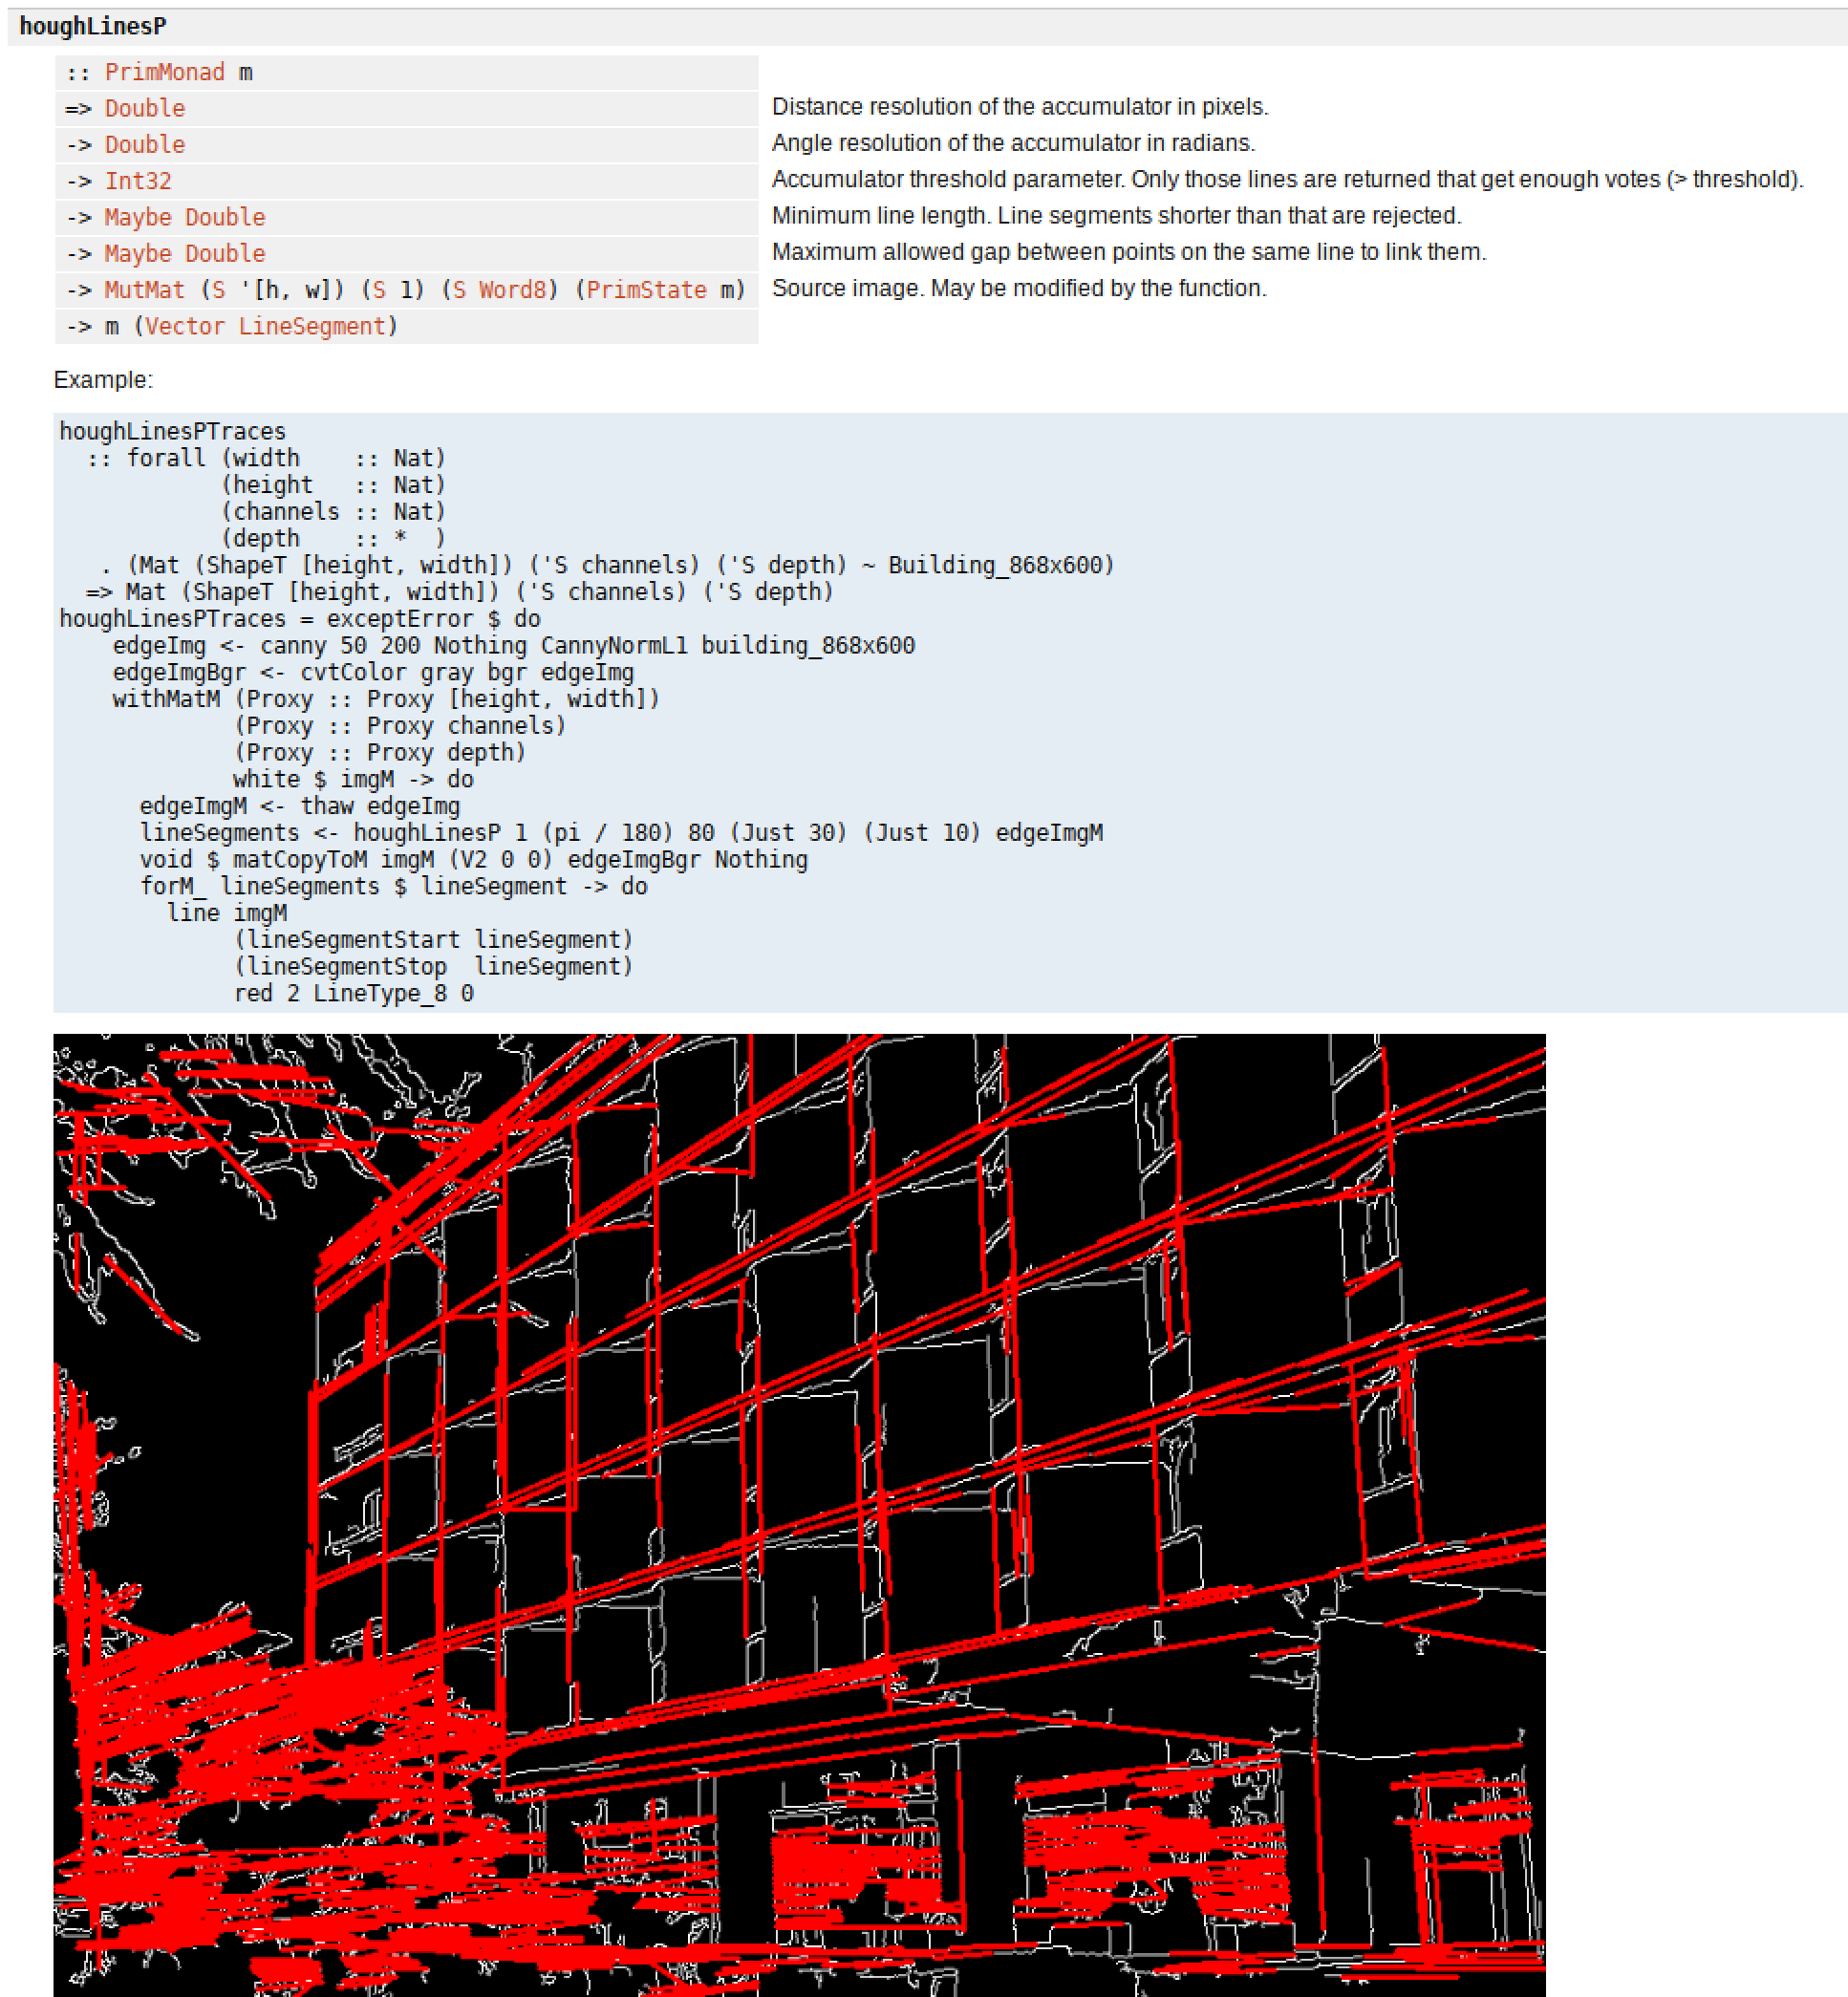 houghLinesP
:: PrimMonad m
=> Double Distance resolution of the accumulator in pixels.
-> Double Angle resolution of the accumulator in radians.
-> Int32 Accumulator threshold parameter. Only those lines are returned that get enough votes (> threshold).
-> Maybe Double Minimum line length. Line segments shorter than that are rejected.
-> Maybe Double Maximum allowed gap between points on the same line to link them.
-> MutMat (S '[h, w]) (S 1) (S Word8) (PrimState m) Source image. May be modified by the function.
-> m (Vector LineSegment)
Example:
houghLinesPTraces
  :: forall (width    :: Nat)
            (height   :: Nat)
            (channels :: Nat)
            (depth    :: *  )
   . (Mat (ShapeT [height, width]) ('S channels) ('S depth) ~ Building_868x600)
  => Mat (ShapeT [height, width]) ('S channels) ('S depth)
houghLinesPTraces = exceptError $ do
    edgeImg <- canny 50 200 Nothing CannyNormL1 building_868x600
    edgeImgBgr <- cvtColor gray bgr edgeImg
    withMatM (Proxy :: Proxy [height, width])
             (Proxy :: Proxy channels)
             (Proxy :: Proxy depth)
             white $ imgM -> do
      edgeImgM <- thaw edgeImg
      lineSegments <- houghLinesP 1 (pi / 180) 80 (Just 30) (Just 10) edgeImgM
      void $ matCopyToM imgM (V2 0 0) edgeImgBgr Nothing
      forM_ lineSegments $ lineSegment -> do
        line imgM
             (lineSegmentStart lineSegment)
             (lineSegmentStop  lineSegment)
             red 2 LineType_8 0